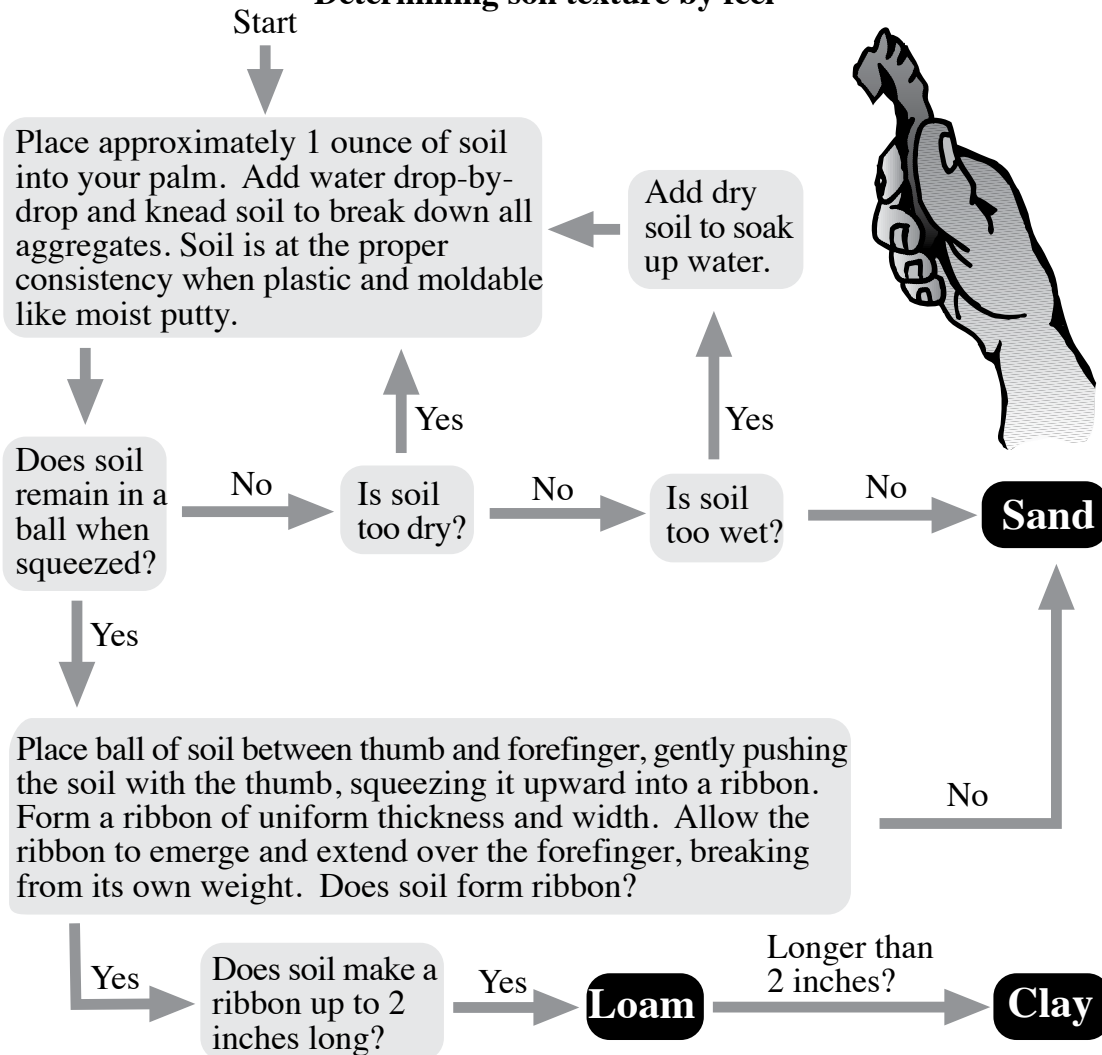 Determining soil texture by feel
Start
Place approximately 1 ounce of soil
into your palm. Add water drop-by-
drop and knead soil to break down all
aggregates. Soil is at the proper
consistency when plastic and moldable
like moist putty.
Add dry
soil to soak
up water.
Yes
Yes
Does soil
remain in a
ball when
squeezed?
No
Is soil
too dry?
No
Is soil
too wet?
No
Sand
Yes
Place ball of soil between thumb and forefinger, gently pushing
the soil with the thumb, squeezing it upward into a ribbon.
Form a ribbon of uniform thickness and width. Allow the
ribbon to emerge and extend over the forefinger, breaking
from its own weight. Does soil form ribbon?
No
Yes
Does soil make a
ribbon up to 2
inches long?
Yes
Loam
Longer than
2 inches?
Clay